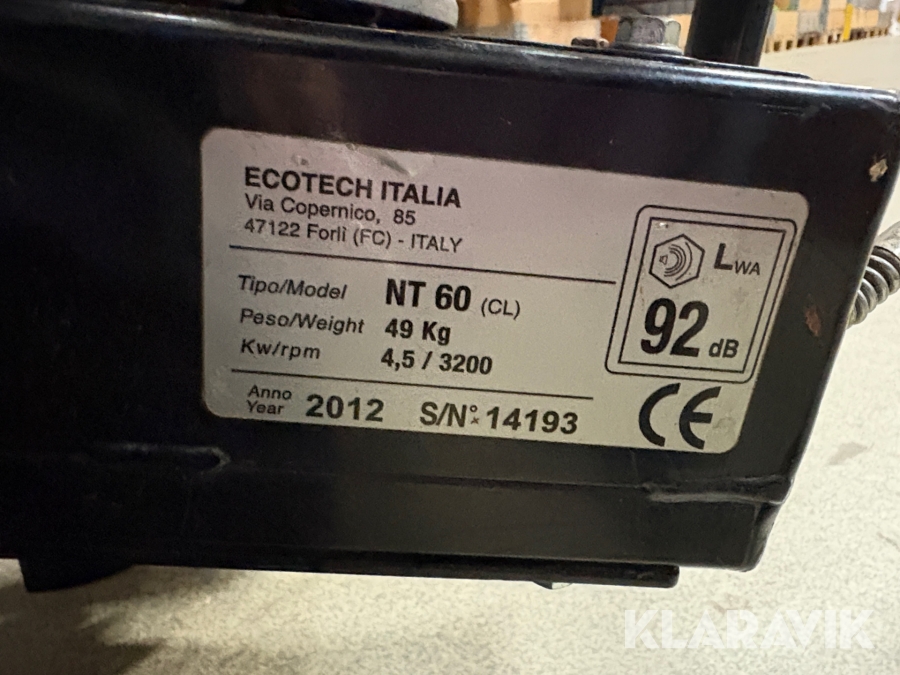 ECOTECH ITALIA
Via Copernico, 85
47122 Forlì (FC) - ITALY
Tipo/Model NT 60 (CL)
Peso/Weight 49 Kg
Kw/rpm 4,5 / 3200
Anno
Year 2012 S/N° 14193
LWA
92 dB
CE
KLARAVIK